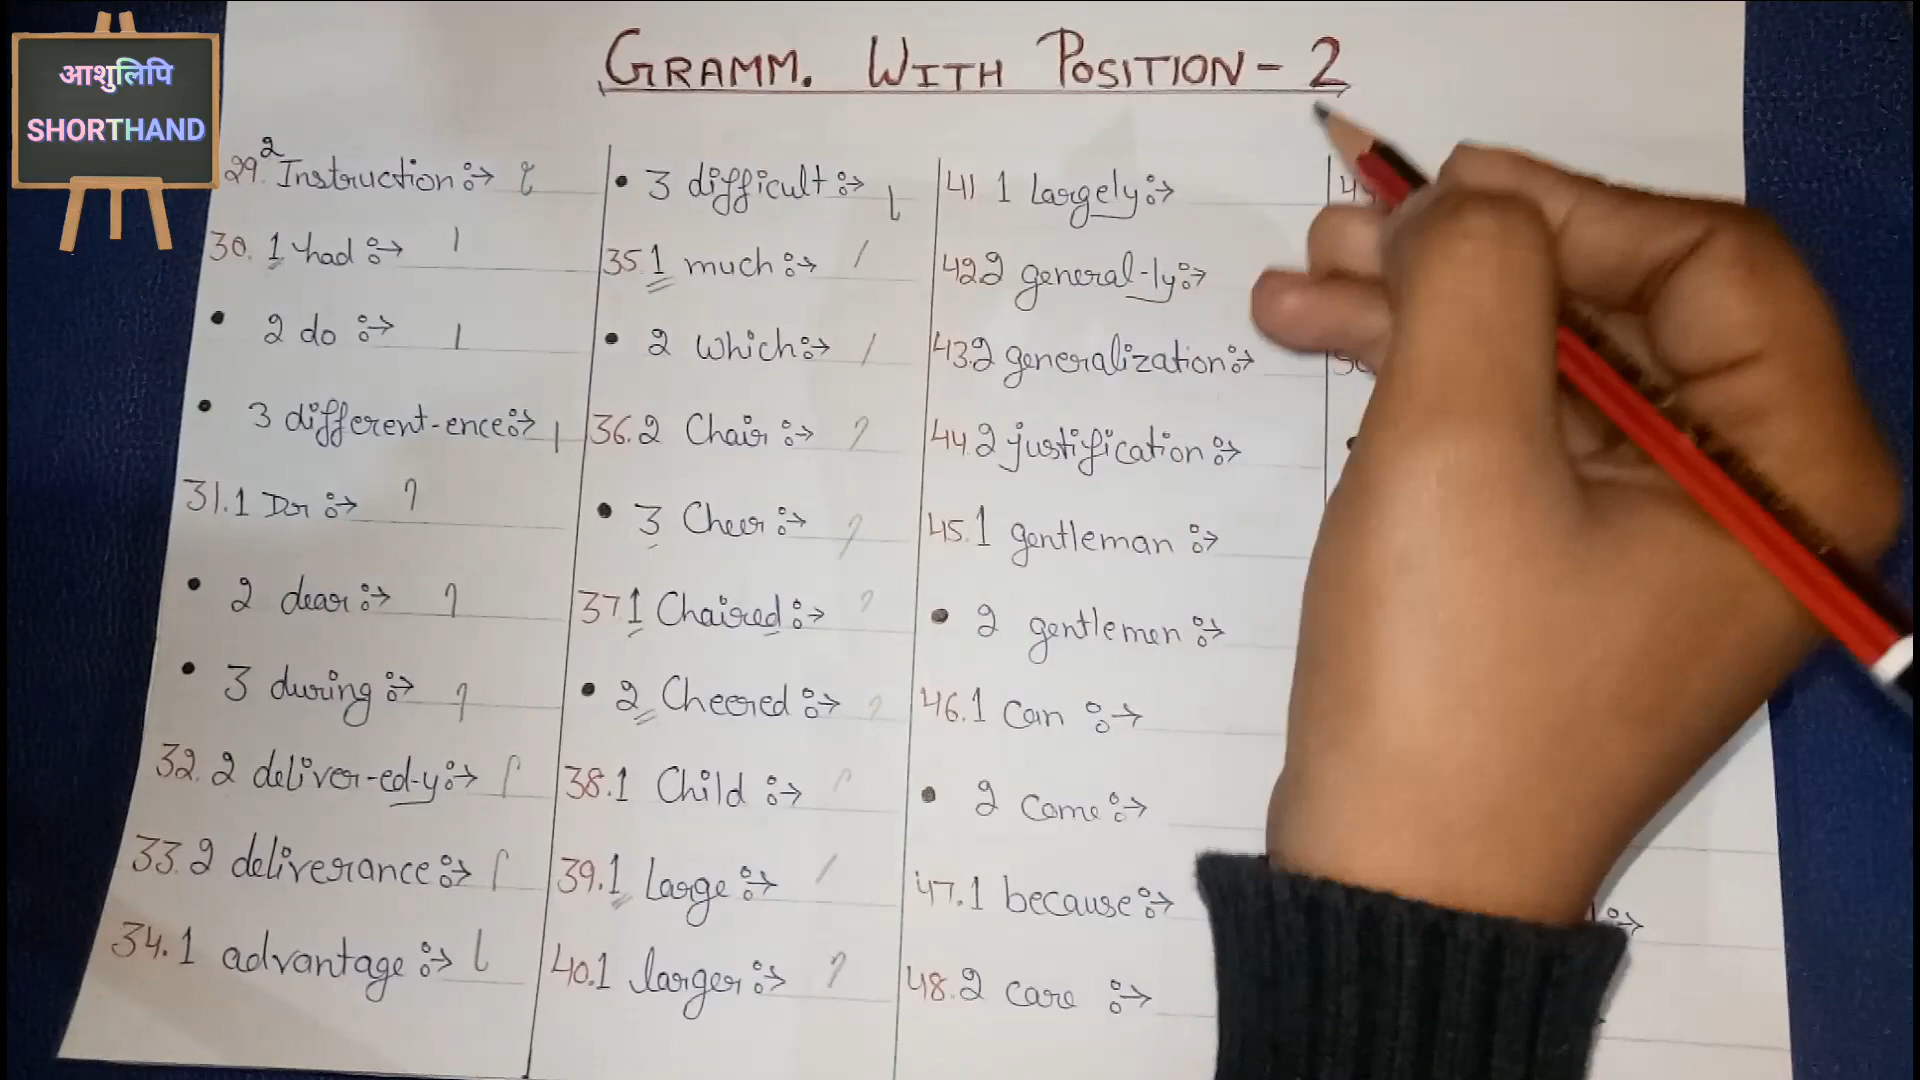 आशुलिपि
SHORTHAND
GRAMM. WITH POSITION - 2
29. 2 Instruction
30. 1 had
• 2 do
• 3 different-ence
31. 1 Dr
• 2 dear
• 3 during
32. 2 deliver-ed-y
33. 2 deliverance
34. 1 advantage
• 3 difficult
35 1 much
• 2 which
36. 2 Chair
• 3 Cheer
37 1 Chaired
• 2 Cheered
38. 1 Child
39. 1 Large
40. 1 larger
41 1 Largely
42. 2 general-ly
43. 2 generalization
44 2 justification
45. 1 gentleman
• 2 gentlemen
46. 1 Can
• 2 Come
47. 1 because
48. 2 care